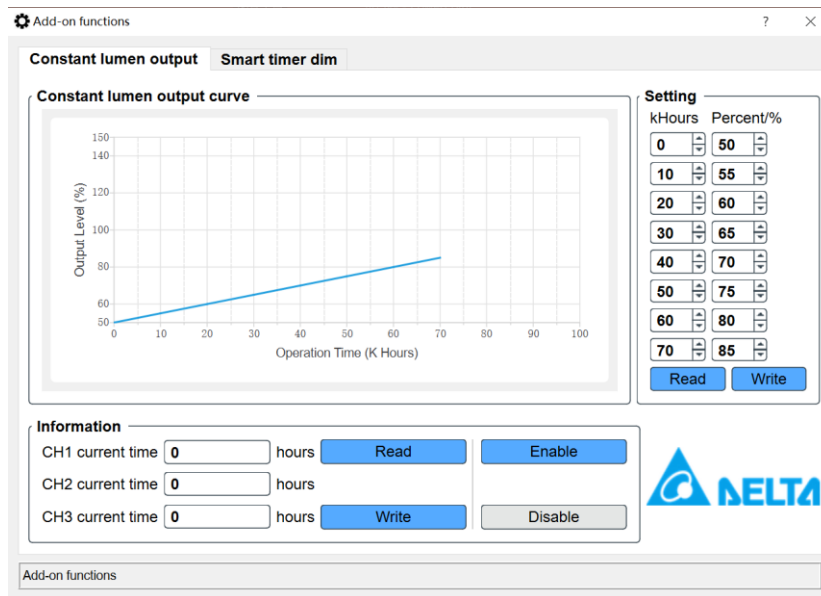 Add-on functions ? ×
Constant lumen output Smart timer dim
Constant lumen output curve
150
140
120
100
80
60
50
0 10 20 30 40 50 60 70 80 90 100
Output Level (%)
Operation Time (K Hours)
Setting
kHours Percent/%
0 50
10 55
20 60
30 65
40 70
50 75
60 80
70 85
Read Write
Information
CH1 current time 0 hours Read Enable
CH2 current time 0 hours
CH3 current time 0 hours Write Disable
DELTA
Add-on functions